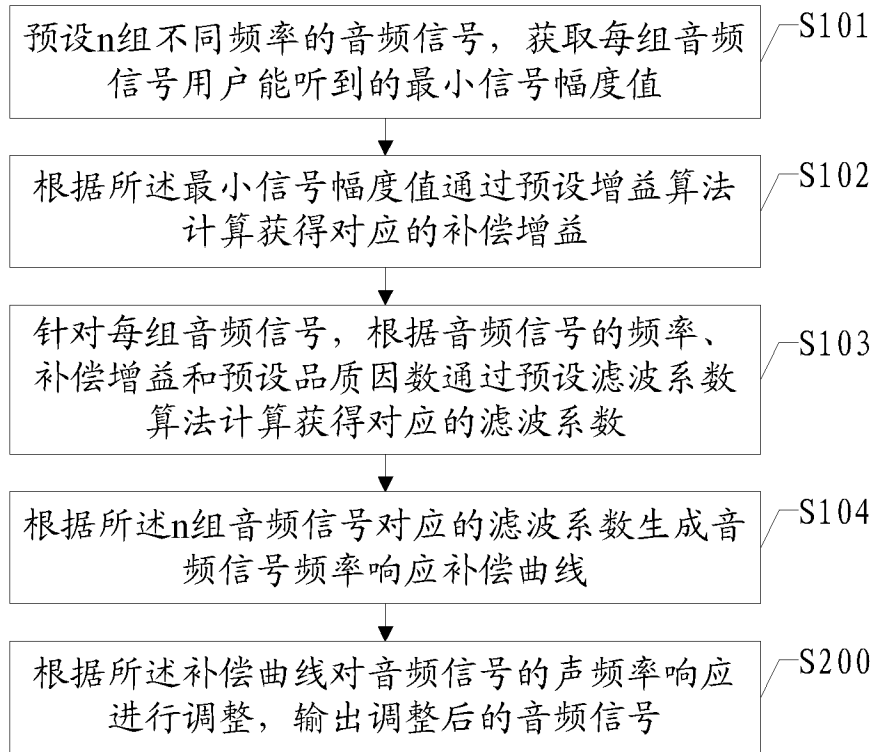 预设n组不同频率的音频信号，获取每组音频
信号用户能听到的最小信号幅度值
S101
根据所述最小信号幅度值通过预设增益算法
计算获得对应的补偿增益
S102
针对每组音频信号，根据音频信号的频率、
补偿增益和预设品质因数通过预设滤波系数
算法计算获得对应的滤波系数
S103
根据所述n组音频信号对应的滤波系数生成音
频信号频率响应补偿曲线
S104
根据所述补偿曲线对音频信号的声频率响应
进行调整，输出调整后的音频信号
S200